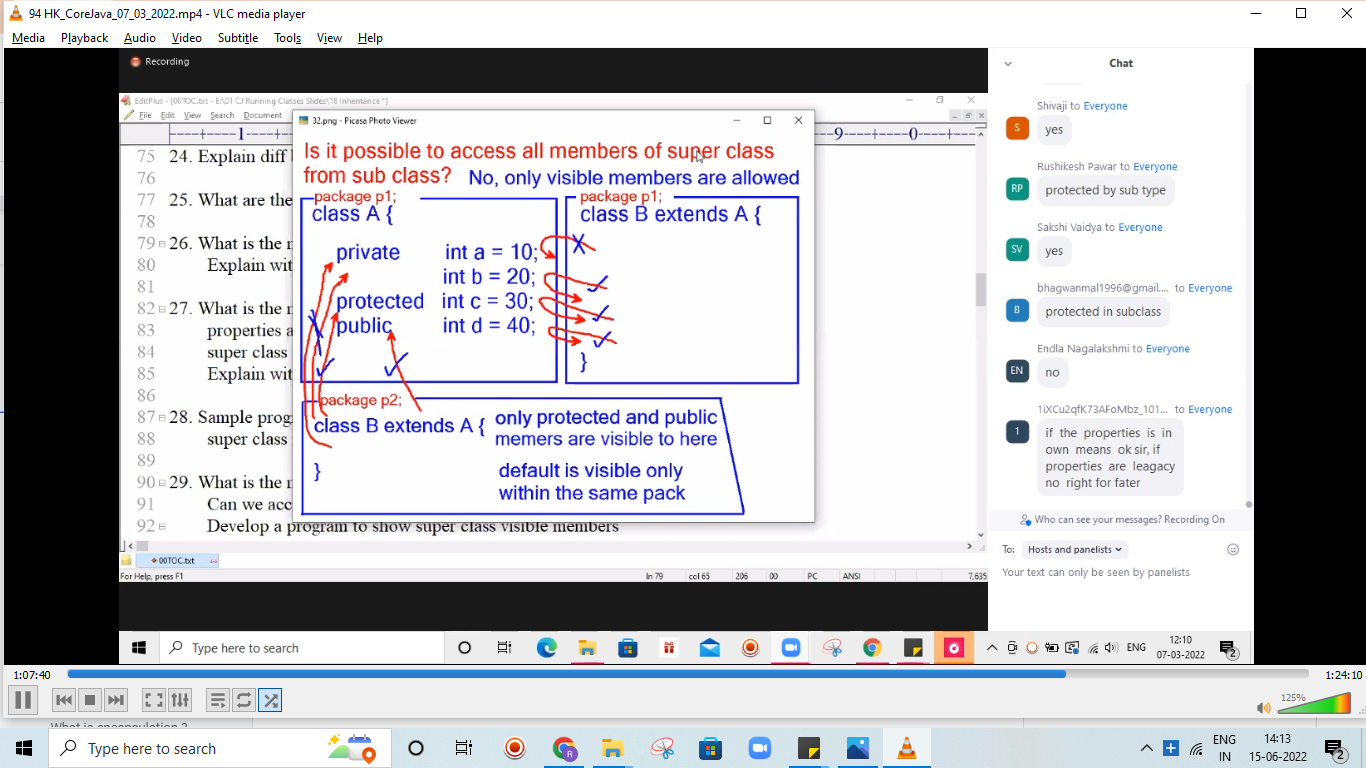 94 HK_CoreJava_07_03_2022.mp4 - VLC media player
Media Playback Audio Video Subtitle Tools View Help
Recording
EditPlus - [00TOC.txt - E:\01 CJ Running Classes Slides\18 Inheritance *]
File Edit View Search Document
----+----1----+ 9----+----0----+----
32.png - Picasa Photo Viewer
Is it possible to access all members of super class
from sub class? No, only visible members are allowed
package p1;
class A {
private int a = 10;
int b = 20;
protected int c = 30;
public int d = 40;
package p1;
class B extends A {
}
package p2;
class B extends A {
}
only protected and public
memers are visible to here
default is visible only
within the same pack
75 24. Explain diff
76
77 25. What are the
78
79 26. What is the
80 Explain wit
81
82 27. What is the
83 properties a
84 super class
85 Explain wit
86
87 28. Sample prog
88 super class
89
90 29. What is the
91 Can we acc
92 Develop a program to show super class visible members
00TOC.txt
For Help, press F1 ln 79 col 65 206 00 PC ANSI 7,635
Chat
Shivaji to Everyone
S
yes
Rushikesh Pawar to Everyone
RP
protected by sub type
Sakshi Vaidya to Everyone
SV
yes
bhagwanmal1996@gmail.... to Everyone
B
protected in subclass
Endla Nagalakshmi to Everyone
EN
no
1iXCu2qfK73AFoMbz_101... to Everyone
1
if the properties is in
own means ok sir, if
properties are leagacy
no right for fater
Who can see your messages? Recording On
To: Hosts and panelists
Your text can only be seen by panelists
Type here to search
ENG
12:10
07-03-2022
2
1:07:40
1:24:10
125%
What is encapsulation ?
Type here to search
R
ENG
IN
14:13
15-06-2022
2